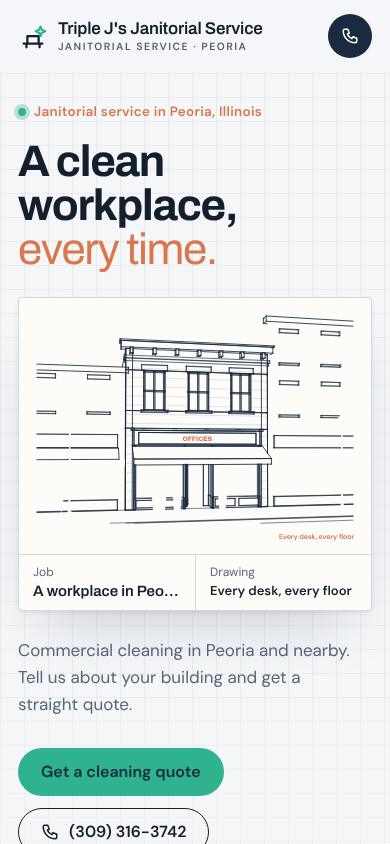 Triple J's Janitorial Service
JANITORIAL SERVICE · PEORIA
Janitorial service in Peoria, Illinois
A clean
workplace,
every time.
OFFICES
Every desk, every floor
Job
A workplace in Peo…
Drawing
Every desk, every floor
Commercial cleaning in Peoria and nearby.
Tell us about your building and get a
straight quote.
Get a cleaning quote
(309) 316-3742